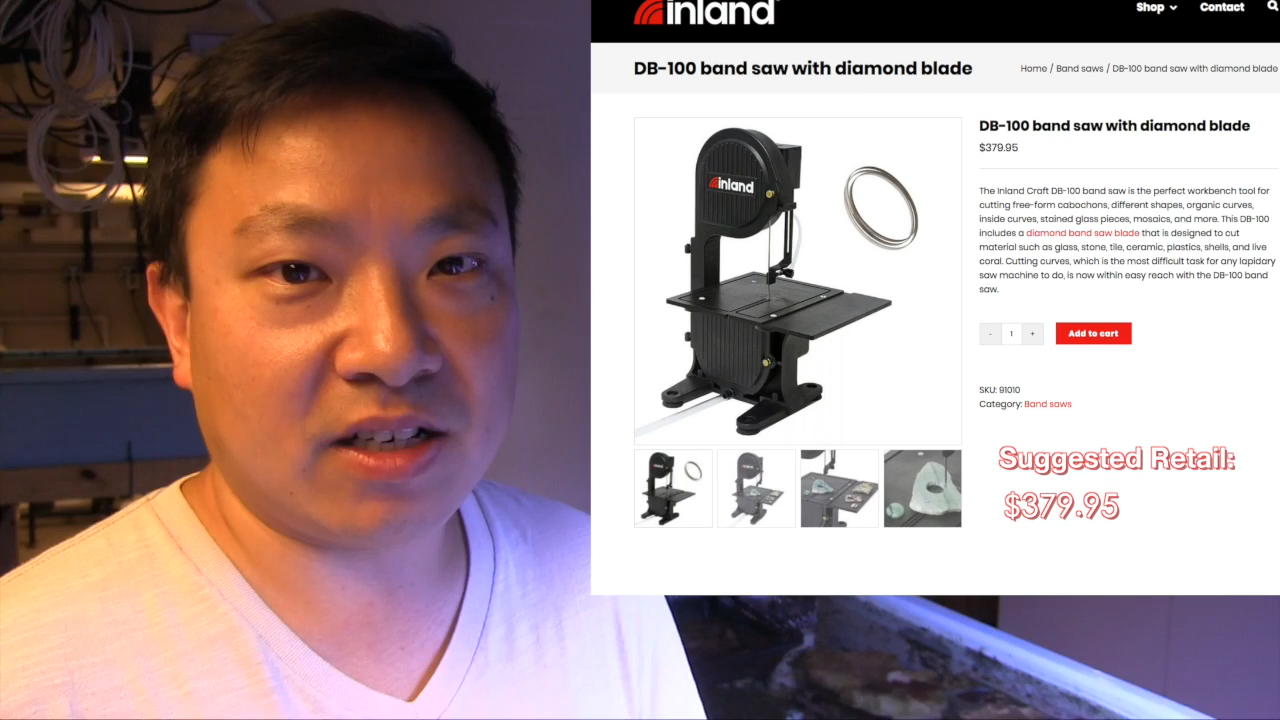 inland
Shop
Contact
DB-100 band saw with diamond blade
Home / Band saws / DB-100 band saw with diamond blade
inland
DB-100 band saw with diamond blade
$379.95
The Inland Craft DB-100 band saw is the perfect workbench tool for
cutting free-form cabochons, different shapes, organic curves,
inside curves, stained glass pieces, mosaics, and more. This DB-100
includes a diamond band saw blade that is designed to cut
material such as glass, stone, tile, ceramic, plastics, shells, and live
coral. Cutting curves, which is the most difficult task for any lapidary
saw machine to do, is now within easy reach with the DB-100 band
saw.
- 1 +
Add to cart
SKU: 91010
Category: Band saws
Suggested Retail:
$379.95